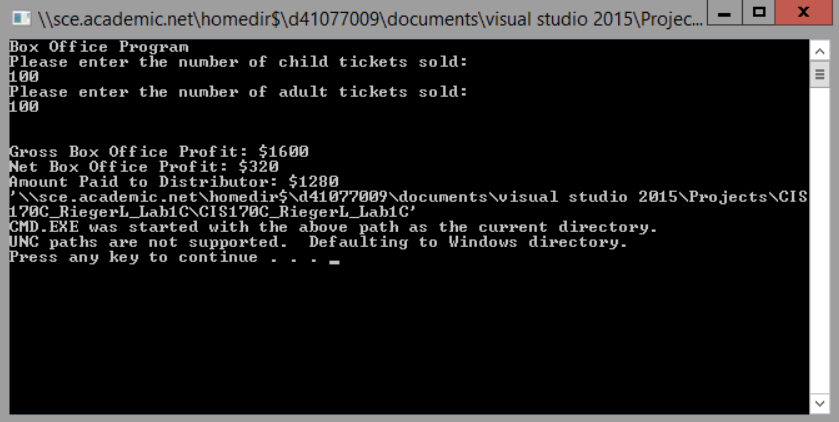 \\sce.academic.net\homedir$\d41077009\documents\visual studio 2015\Projec...
Box Office Program
Please enter the number of child tickets sold:
100
Please enter the number of adult tickets sold:
100
Gross Box Office Profit: $1600
Net Box Office Profit: $320
Amount Paid to Distributor: $1280
'\\sce.academic.net\homedir$\d41077009\documents\visual studio 2015\Projects\CIS
170C_RiegerL_Lab1C\CIS170C_RiegerL_Lab1C'
CMD.EXE was started with the above path as the current directory.
UNC paths are not supported.  Defaulting to Windows directory.
Press any key to continue . . . _